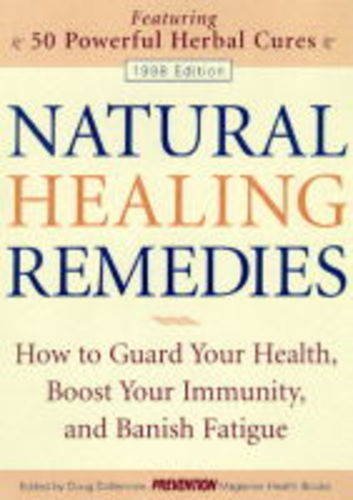 Featuring
50 Powerful Herbal Cures
1998 Edition
NATURAL
HEALING
REMEDIES
How to Guard Your Health,
Boost Your Immunity,
and Banish Fatigue
Edited by Doug Dollemore PREVENTION Magazine Health Books